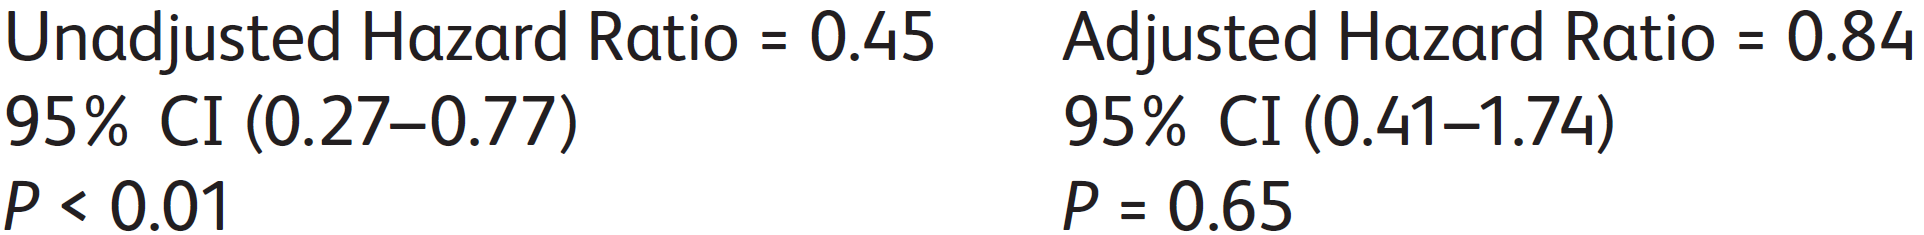 Unadjusted Hazard Ratio = 0.45
95% CI (0.27–0.77)
P < 0.01
Adjusted Hazard Ratio = 0.84
95% CI (0.41–1.74)
P = 0.65